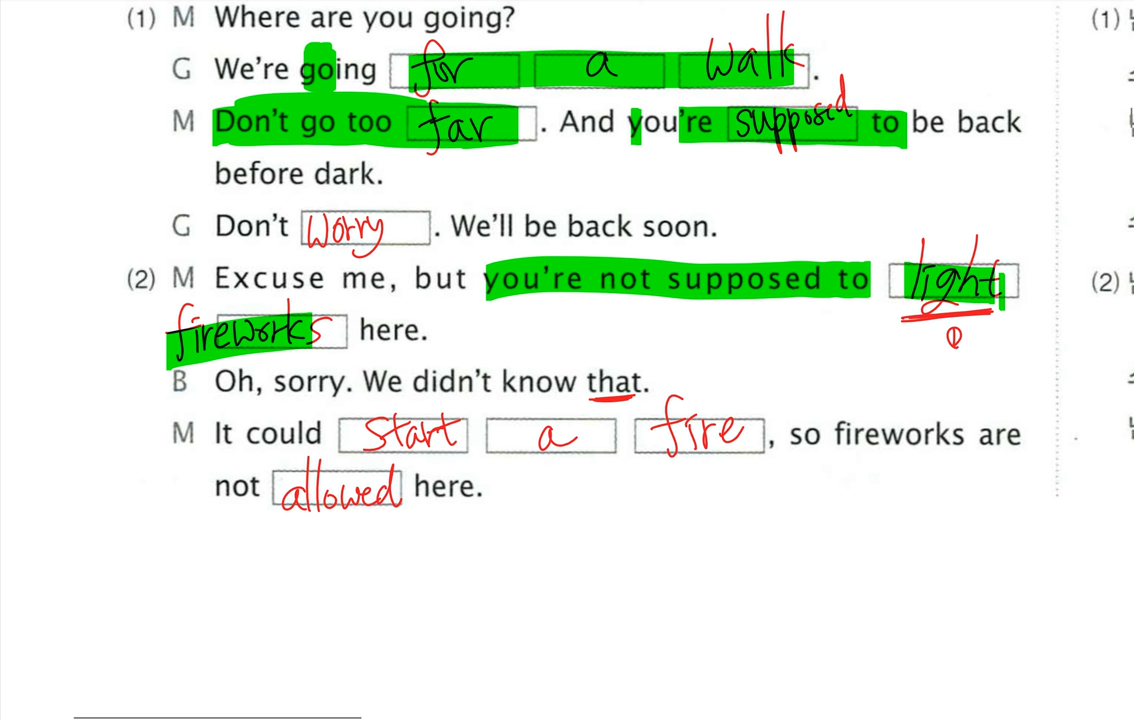 (1) M Where are you going?
G We're going for a walk.
M Don't go too far. And you're supposed to be back
before dark.
G Don't worry. We'll be back soon.
(2) M Excuse me, but you're not supposed to light
①
fireworks here.
B Oh, sorry. We didn't know that.
M It could start a fire, so fireworks are
not allowed here.
(1)
(2)